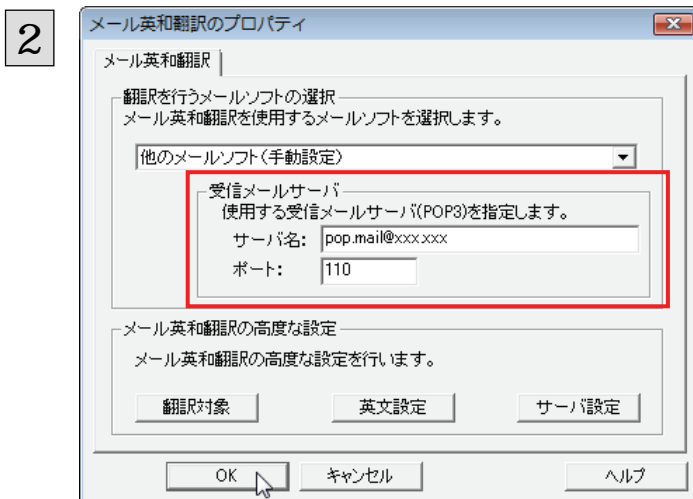 2
メール英和翻訳のプロパティ
メール英和翻訳
翻訳を行うメールソフトの選択
メール英和翻訳を使用するメールソフトを選択します。
他のメールソフト(手動設定)
受信メールサーバ
使用する受信メールサーバ(POP3)を指定します。
サーバ名: pop.mail@xxx.xxx
ポート: 110
メール英和翻訳の高度な設定
メール英和翻訳の高度な設定を行います。
翻訳対象 英文設定 サーバ設定
OK キャンセル ヘルプ